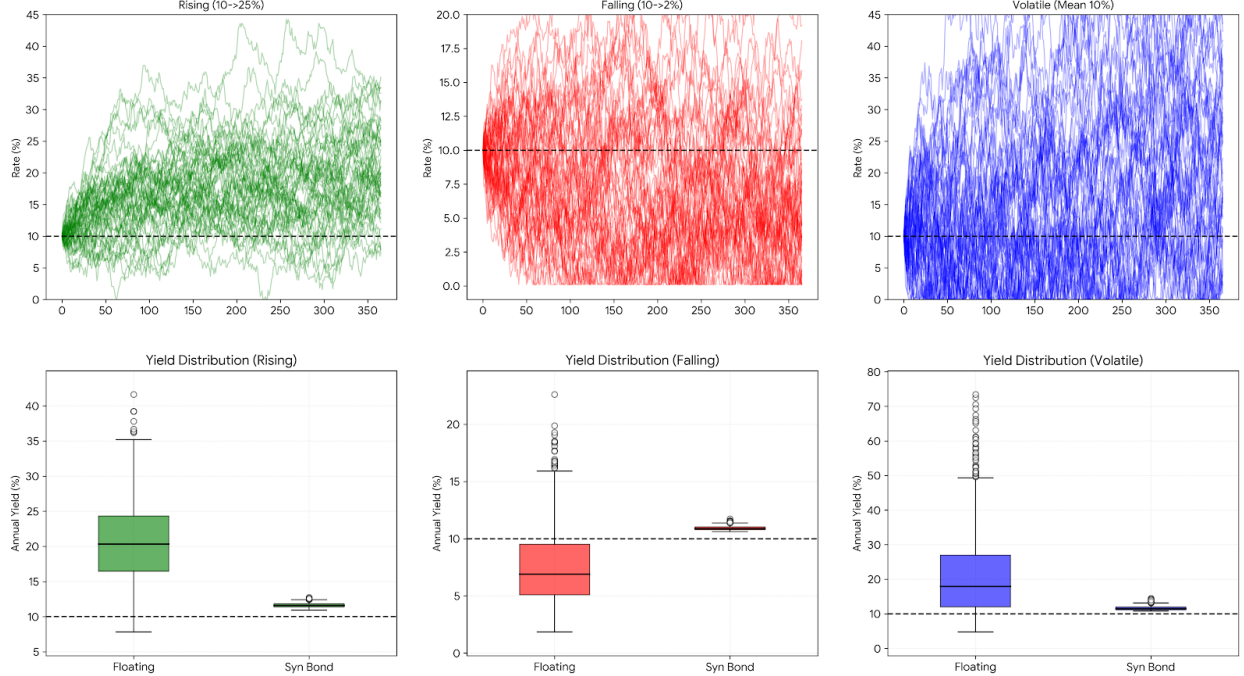 Rising (10->25%)
Rate (%)
45
40
35
30
25
20
15
10
5
0
0 50 100 150 200 250 300 350
Falling (10->2%)
Rate (%)
20.0
17.5
15.0
12.5
10.0
7.5
5.0
2.5
0.0
0 50 100 150 200 250 300 350
Volatile (Mean 10%)
Rate (%)
45
40
35
30
25
20
15
10
5
0
0 50 100 150 200 250 300 350
Yield Distribution (Rising)
Annual Yield (%)
40
35
30
25
20
15
10
5
Floating Syn Bond
Yield Distribution (Falling)
Annual Yield (%)
20
15
10
5
0
Floating Syn Bond
Yield Distribution (Volatile)
Annual Yield (%)
80
70
60
50
40
30
20
10
0
Floating Syn Bond